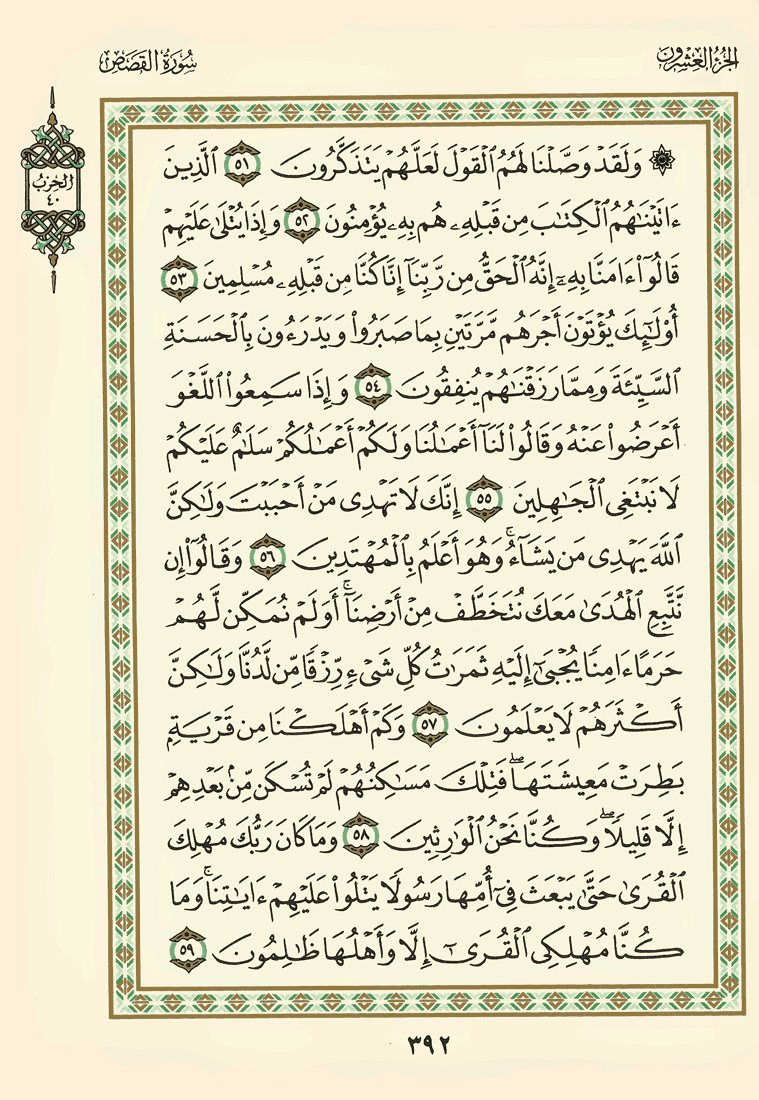 الجزء العشرون
سورة القصص
الحزب
٤٠
۞ وَلَقَدْ وَصَّلْنَا لَهُمُ ٱلْقَوْلَ لَعَلَّهُمْ يَتَذَكَّرُونَ ٥١ ٱلَّذِينَ
ءَاتَيْنَٰهُمُ ٱلْكِتَٰبَ مِن قَبْلِهِۦ هُم بِهِۦ يُؤْمِنُونَ ٥٢ وَإِذَا يُتْلَىٰ عَلَيْهِمْ
قَالُوٓا۟ ءَامَنَّا بِهِۦٓ إِنَّهُ ٱلْحَقُّ مِن رَّبِّنَآ إِنَّا كُنَّا مِن قَبْلِهِۦ مُسْلِمِينَ ٥٣
أُو۟لَٰٓئِكَ يُؤْتَوْنَ أَجْرَهُم مَّرَّتَيْنِ بِمَا صَبَرُوا۟ وَيَدْرَءُونَ بِٱلْحَسَنَةِ
ٱلسَّيِّئَةَ وَمِمَّا رَزَقْنَٰهُمْ يُنفِقُونَ ٥٤ وَإِذَا سَمِعُوا۟ ٱللَّغْوَ
أَعْرَضُوا۟ عَنْهُ وَقَالُوا۟ لَنَآ أَعْمَٰلُنَا وَلَكُمْ أَعْمَٰلُكُمْ سَلَٰمٌ عَلَيْكُمْ
لَا نَبْتَغِى ٱلْجَٰهِلِينَ ٥٥ إِنَّكَ لَا تَهْدِى مَنْ أَحْبَبْتَ وَلَٰكِنَّ
ٱللَّهَ يَهْدِى مَن يَشَآءُ ۚ وَهُوَ أَعْلَمُ بِٱلْمُهْتَدِينَ ٥٦ وَقَالُوٓا۟ إِن
نَّتَّبِعِ ٱلْهُدَىٰ مَعَكَ نُتَخَطَّفْ مِنْ أَرْضِنَآ ۚ أَوَلَمْ نُمَكِّن لَّهُمْ
حَرَمًا ءَامِنًا يُجْبَىٰٓ إِلَيْهِ ثَمَرَٰتُ كُلِّ شَىْءٍ رِّزْقًا مِّن لَّدُنَّا وَلَٰكِنَّ
أَكْثَرَهُمْ لَا يَعْلَمُونَ ٥٧ وَكَمْ أَهْلَكْنَا مِن قَرْيَةٍۭ
بَطِرَتْ مَعِيشَتَهَا ۖ فَتِلْكَ مَسَٰكِنُهُمْ لَمْ تُسْكَن مِّنۢ بَعْدِهِمْ
إِلَّا قَلِيلًا ۖ وَكُنَّا نَحْنُ ٱلْوَٰرِثِينَ ٥٨ وَمَا كَانَ رَبُّكَ مُهْلِكَ
ٱلْقُرَىٰ حَتَّىٰ يَبْعَثَ فِىٓ أُمِّهَا رَسُولًا يَتْلُوا۟ عَلَيْهِمْ ءَايَٰتِنَا ۚ وَمَا
كُنَّا مُهْلِكِى ٱلْقُرَىٰٓ إِلَّا وَأَهْلُهَا ظَٰلِمُونَ ٥٩
٣٩٢